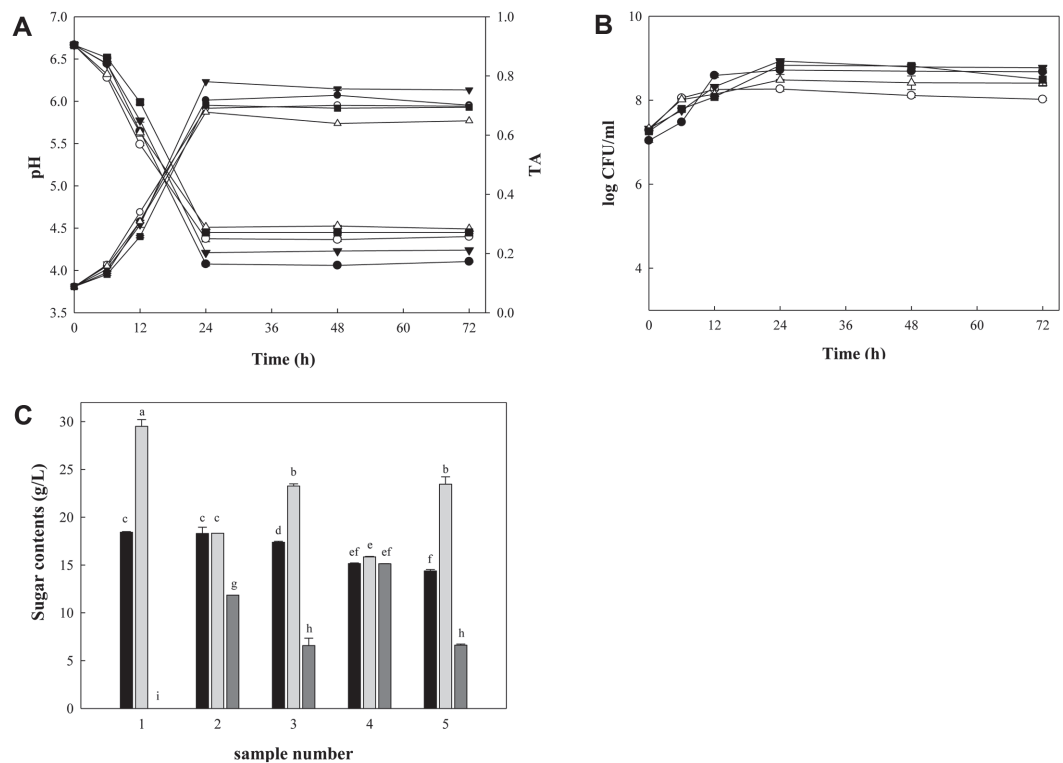 A
B
7.0
6.5
6.0
5.5
5.0
4.5
4.0
3.5
pH
1.0
0.8
0.6
0.4
0.2
0.0
TA
0 12 24 36 48 60 72
Time (h)
10
8
6
4
log CFU/ml
0 12 24 36 48 60 72
Time (h)
C
30
25
20
15
10
5
0
Sugar contents (g/L)
c a i
c c g
d b h
ef e ef
f b h
1 2 3 4 5
sample number